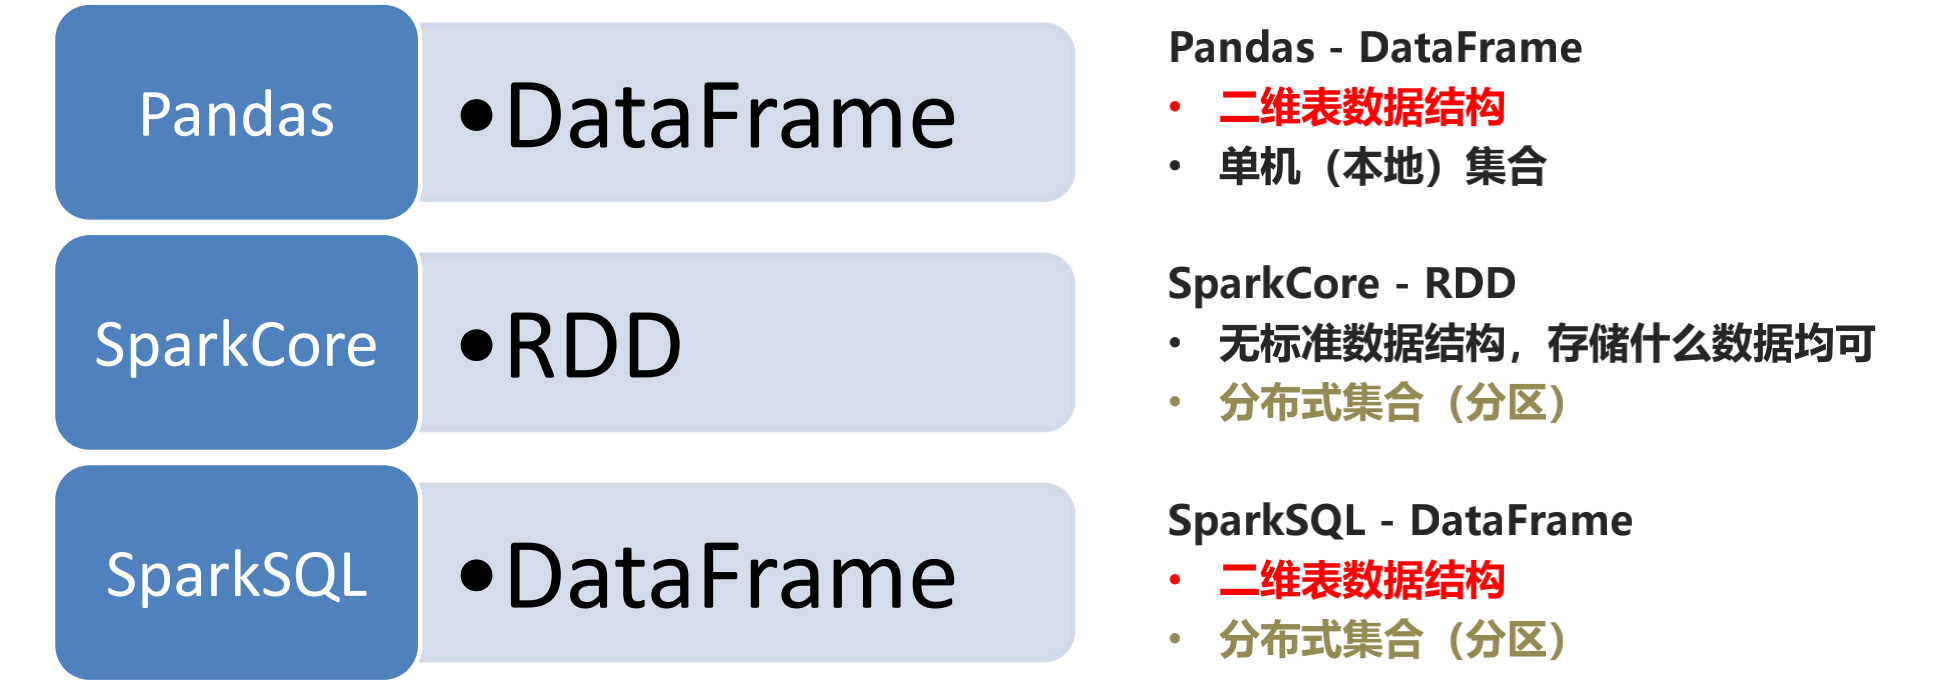 Pandas
•DataFrame
Pandas - DataFrame
• 二维表数据结构
• 单机（本地）集合
SparkCore
•RDD
SparkCore - RDD
• 无标准数据结构，存储什么数据均可
• 分布式集合（分区）
SparkSQL
•DataFrame
SparkSQL - DataFrame
• 二维表数据结构
• 分布式集合（分区）